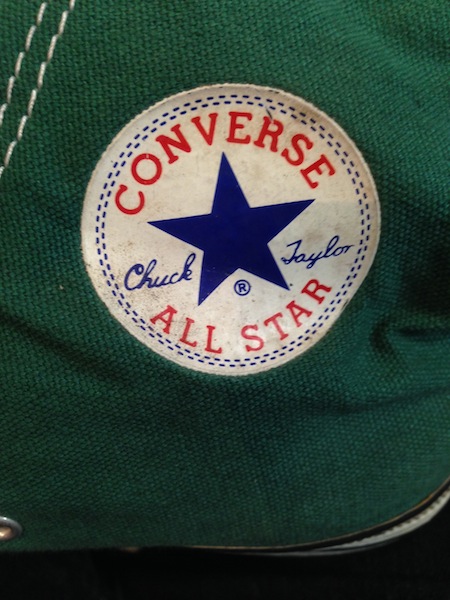 CONVERSE
Chuck Taylor
®
ALL STAR